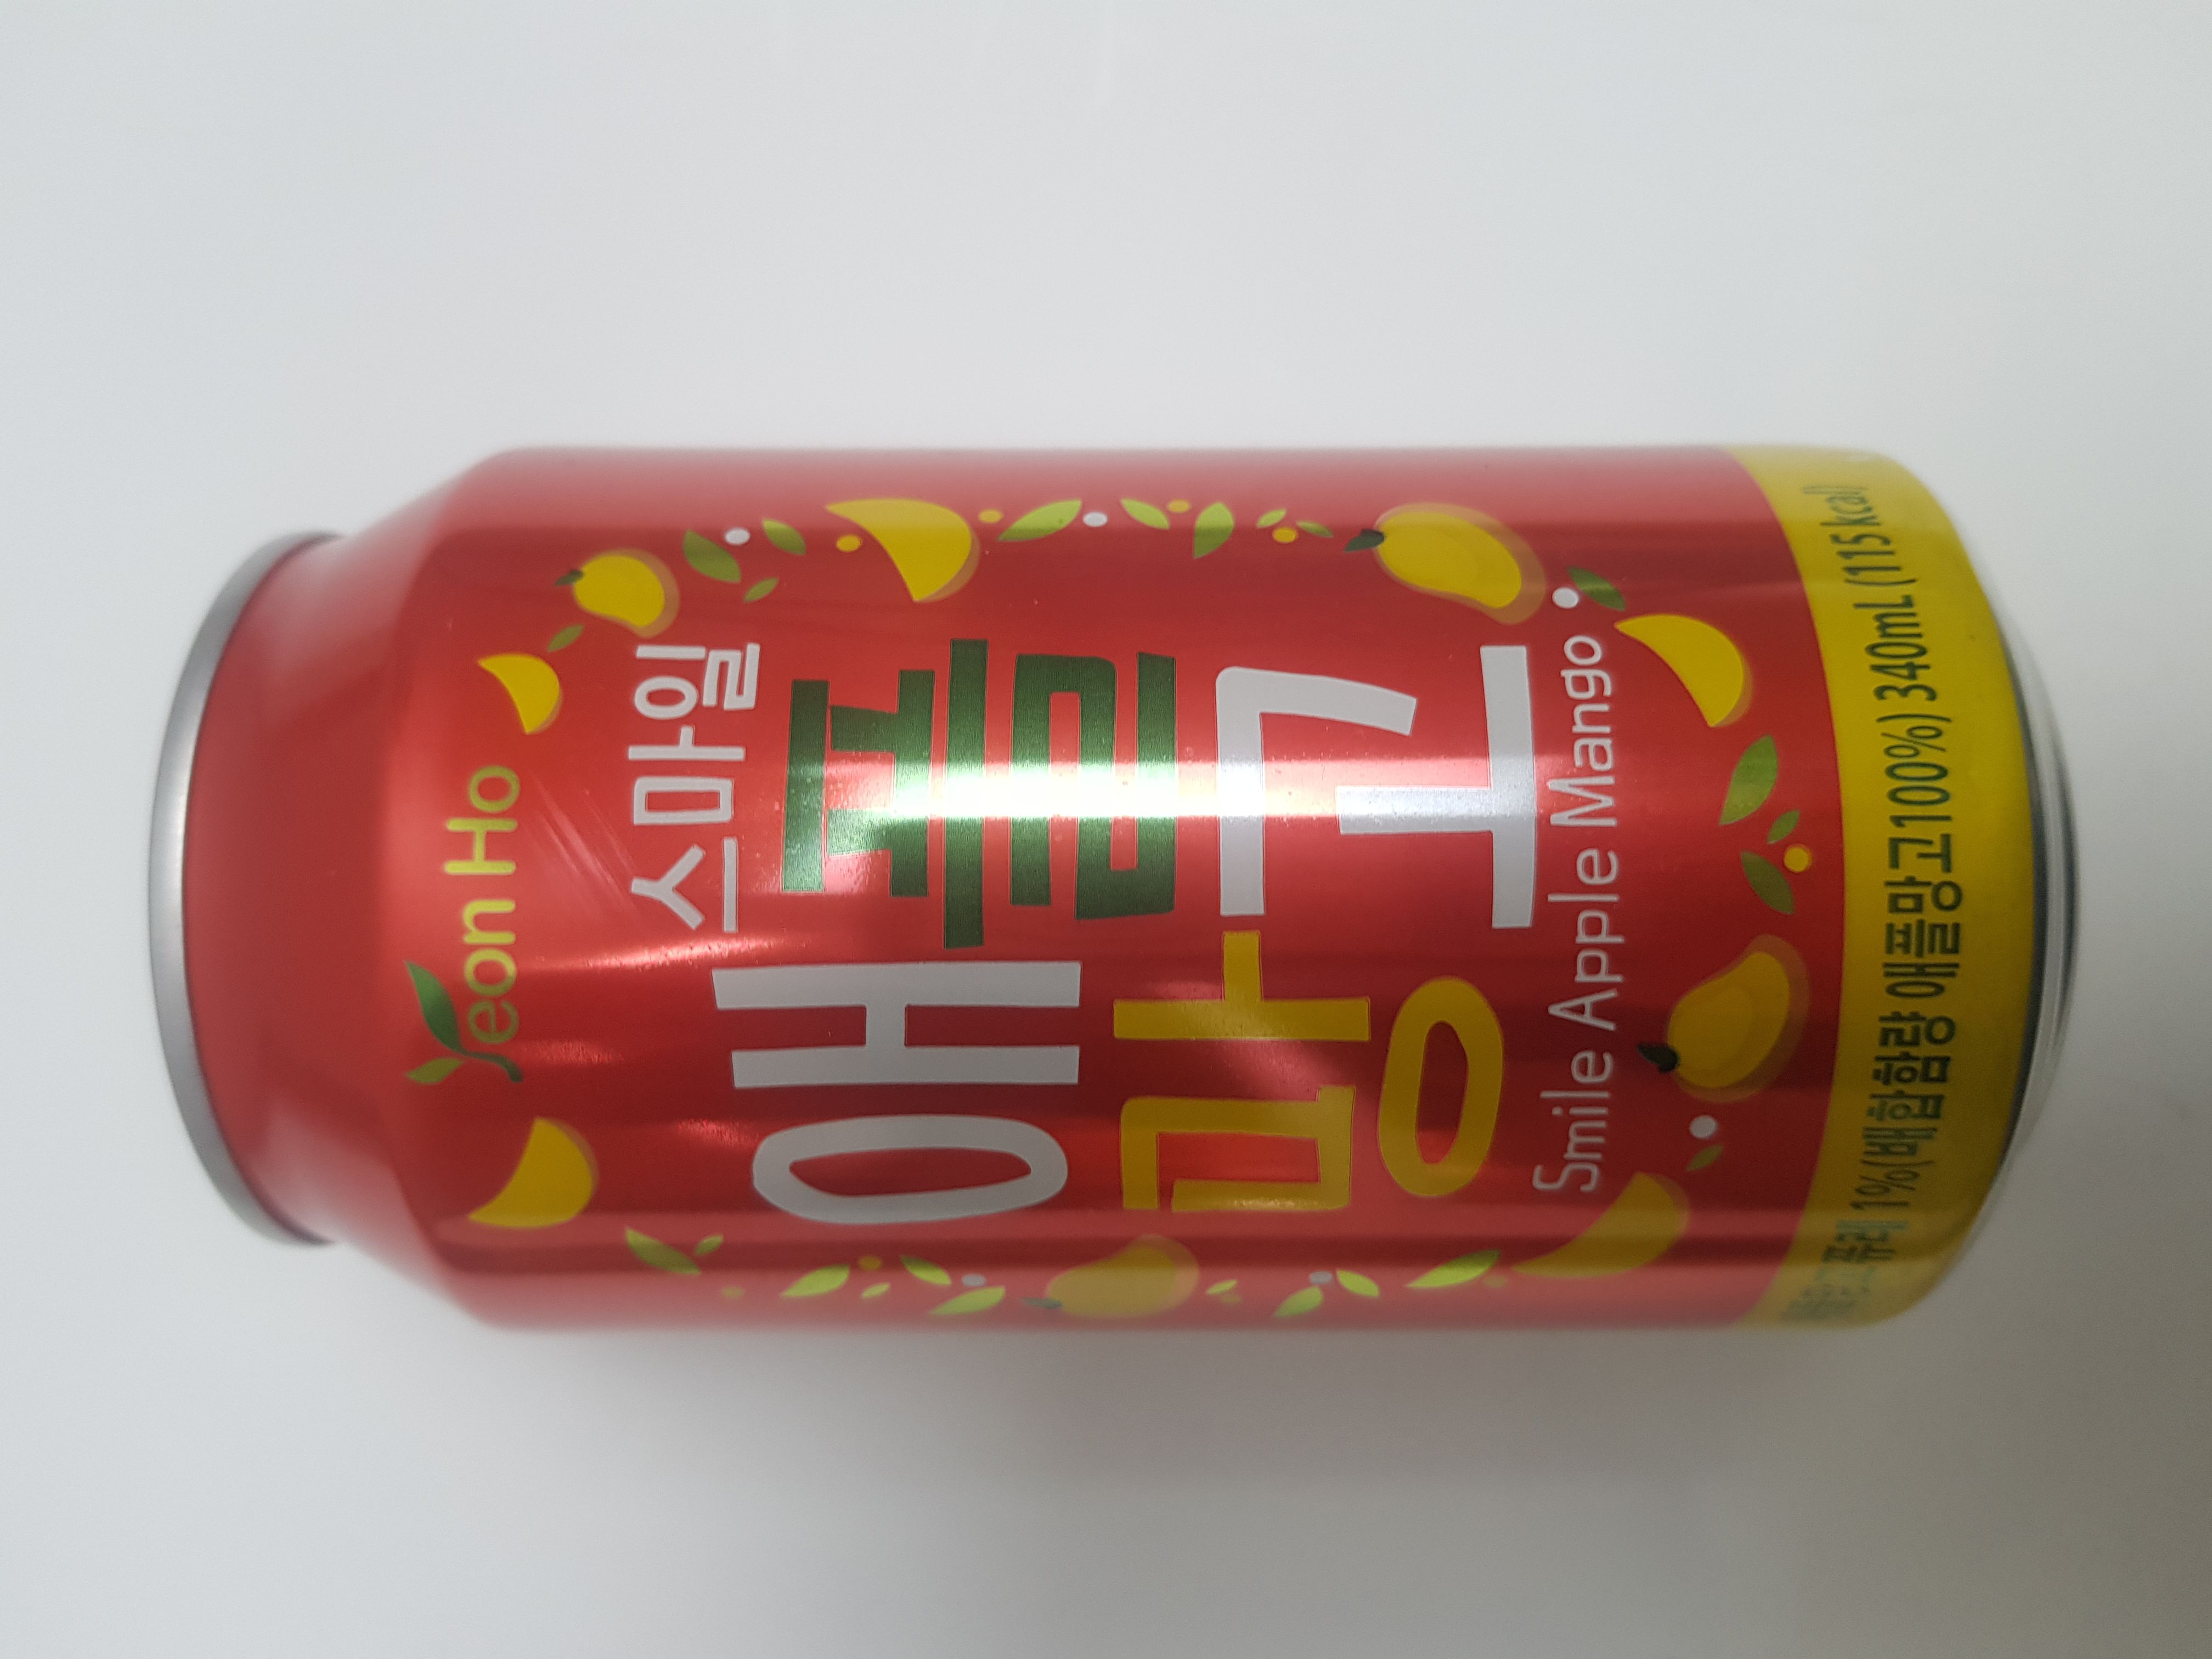 Yeon Ho
스마일
애플
망고
Smile Apple Mango
1%(배합함량 애플망고100%) 340mL (115 kcal)